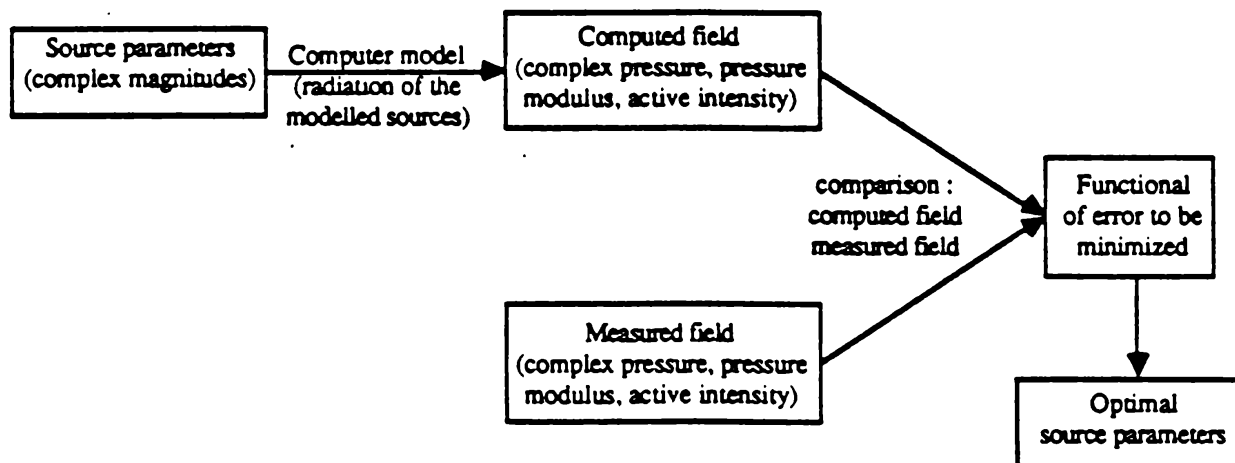 Source parameters
(complex magnitudes)
Computer model
(radiation of the
modelled sources)
Computed field
(complex pressure, pressure
modulus, active intensity)
comparison :
computed field
measured field
Functional
of error to be
minimized
Measured field
(complex pressure, pressure
modulus, active intensity)
Optimal
source parameters